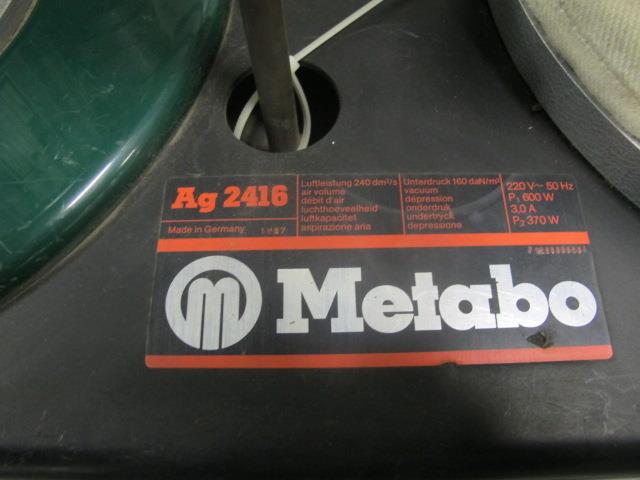 Ag 2416
Made in Germany
Luftleistung 240 dm³/s
air volume
débit d'air
luchthoeveelheid
luftkapacitet
aspirazione aria
Unterdruck 160 daN/m²
vacuum
dépression
onderdruk
undertryck
depressione
220 V~ 50 Hz
P₁ 600 W
3,0 A
P₂ 370 W
m Metabo